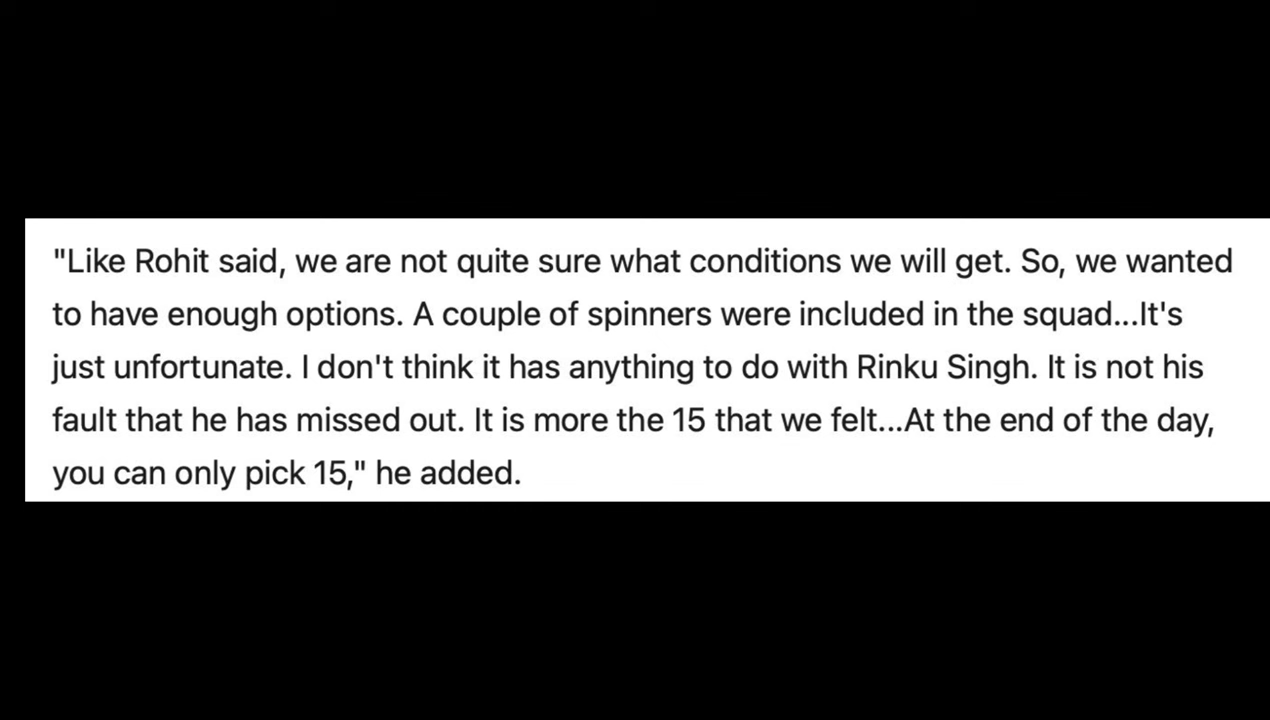 "Like Rohit said, we are not quite sure what conditions we will get. So, we wanted
to have enough options. A couple of spinners were included in the squad...It's
just unfortunate. I don't think it has anything to do with Rinku Singh. It is not his
fault that he has missed out. It is more the 15 that we felt...At the end of the day,
you can only pick 15," he added.